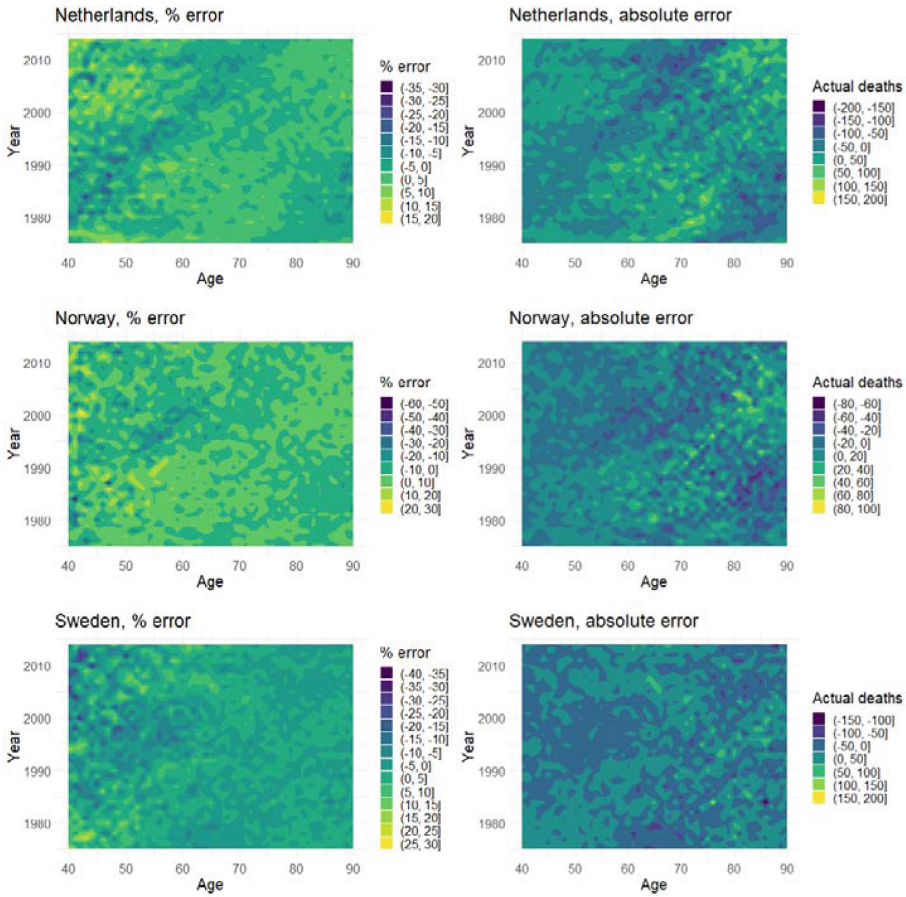 Netherlands, % error
2010
2000
1990
1980
Year
40 50 60 70 80 90
Age
% error
(-35, -30]
(-30, -25]
(-25, -20]
(-20, -15]
(-15, -10]
(-10, -5]
(-5, 0]
(0, 5]
(5, 10]
(10, 15]
(15, 20]
Netherlands, absolute error
2010
2000
1990
1980
Year
40 50 60 70 80 90
Age
Actual deaths
(-200, -150]
(-150, -100]
(-100, -50]
(-50, 0]
(0, 50]
(50, 100]
(100, 150]
(150, 200]
Norway, % error
2010
2000
1990
1980
Year
40 50 60 70 80 90
Age
% error
(-60, -50]
(-50, -40]
(-40, -30]
(-30, -20]
(-20, -10]
(-10, 0]
(0, 10]
(10, 20]
(20, 30]
Norway, absolute error
2010
2000
1990
1980
Year
40 50 60 70 80 90
Age
Actual deaths
(-80, -60]
(-60, -40]
(-40, -20]
(-20, 0]
(0, 20]
(20, 40]
(40, 60]
(60, 80]
(80, 100]
Sweden, % error
2010
2000
1990
1980
Year
40 50 60 70 80 90
Age
% error
(-40, -35]
(-35, -30]
(-30, -25]
(-25, -20]
(-20, -15]
(-15, -10]
(-10, -5]
(-5, 0]
(0, 5]
(5, 10]
(10, 15]
(15, 20]
(20, 25]
(25, 30]
Sweden, absolute error
2010
2000
1990
1980
Year
40 50 60 70 80 90
Age
Actual deaths
(-150, -100]
(-100, -50]
(-50, 0]
(0, 50]
(50, 100]
(100, 150]
(150, 200]